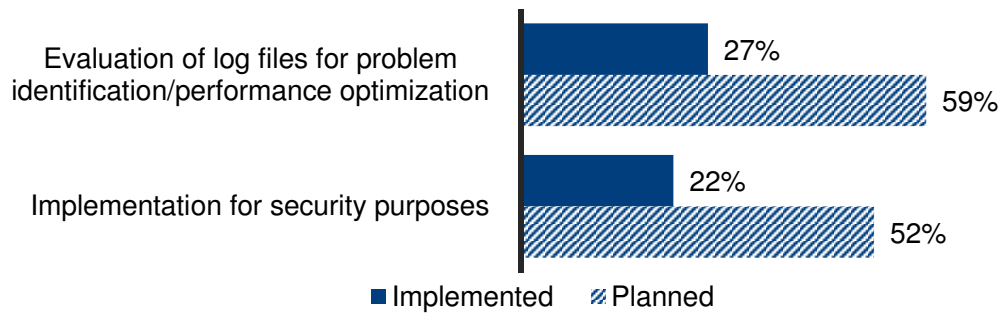 Evaluation of log files for problem
identification/performance optimization
27%
59%
Implementation for security purposes
22%
52%
Implemented
Planned